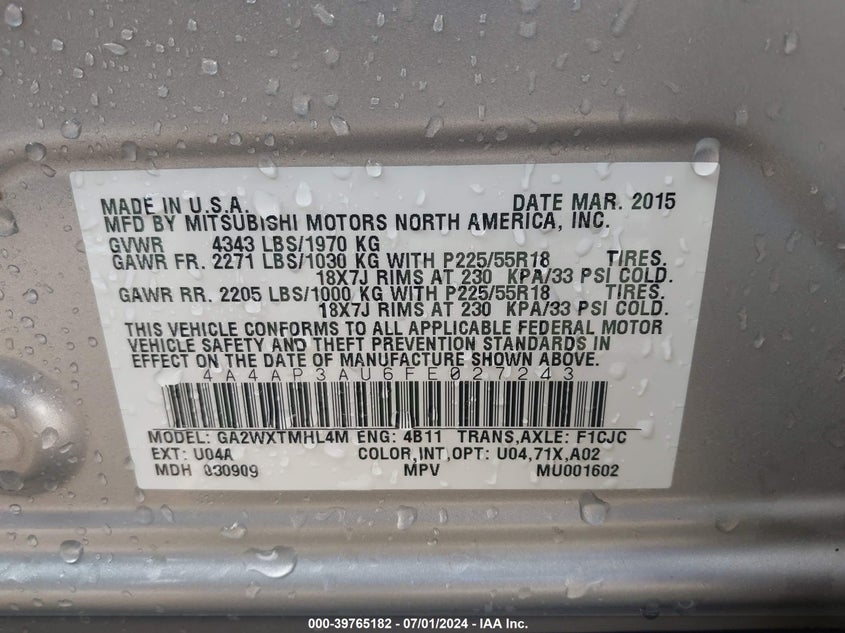 MADE IN U.S.A. DATE MAR. 2015
MFD BY MITSUBISHI MOTORS NORTH AMERICA, INC.
GVWR 4343 LBS/1970 KG
GAWR FR. 2271 LBS/1030 KG WITH P225/55R18 TIRES.
18X7J RIMS AT 230 KPA/33 PSI COLD.
GAWR RR. 2205 LBS/1000 KG WITH P225/55R18 TIRES.
18X7J RIMS AT 230 KPA/33 PSI COLD.
THIS VEHICLE CONFORMS TO ALL APPLICABLE FEDERAL MOTOR
VEHICLE SAFETY AND THEFT PREVENTION STANDARDS IN
EFFECT ON THE DATE OF MANUFACTURE SHOWN ABOVE.
4A4AP3AU6FE027243
MODEL: GA2WXTMHL4M ENG: 4B11 TRANS,AXLE: F1CJC
EXT: U04A COLOR,INT,OPT: U04,71X,A02
MDH 030909 MPV MU001602
000-39765182 - 07/01/2024 - IAA Inc.